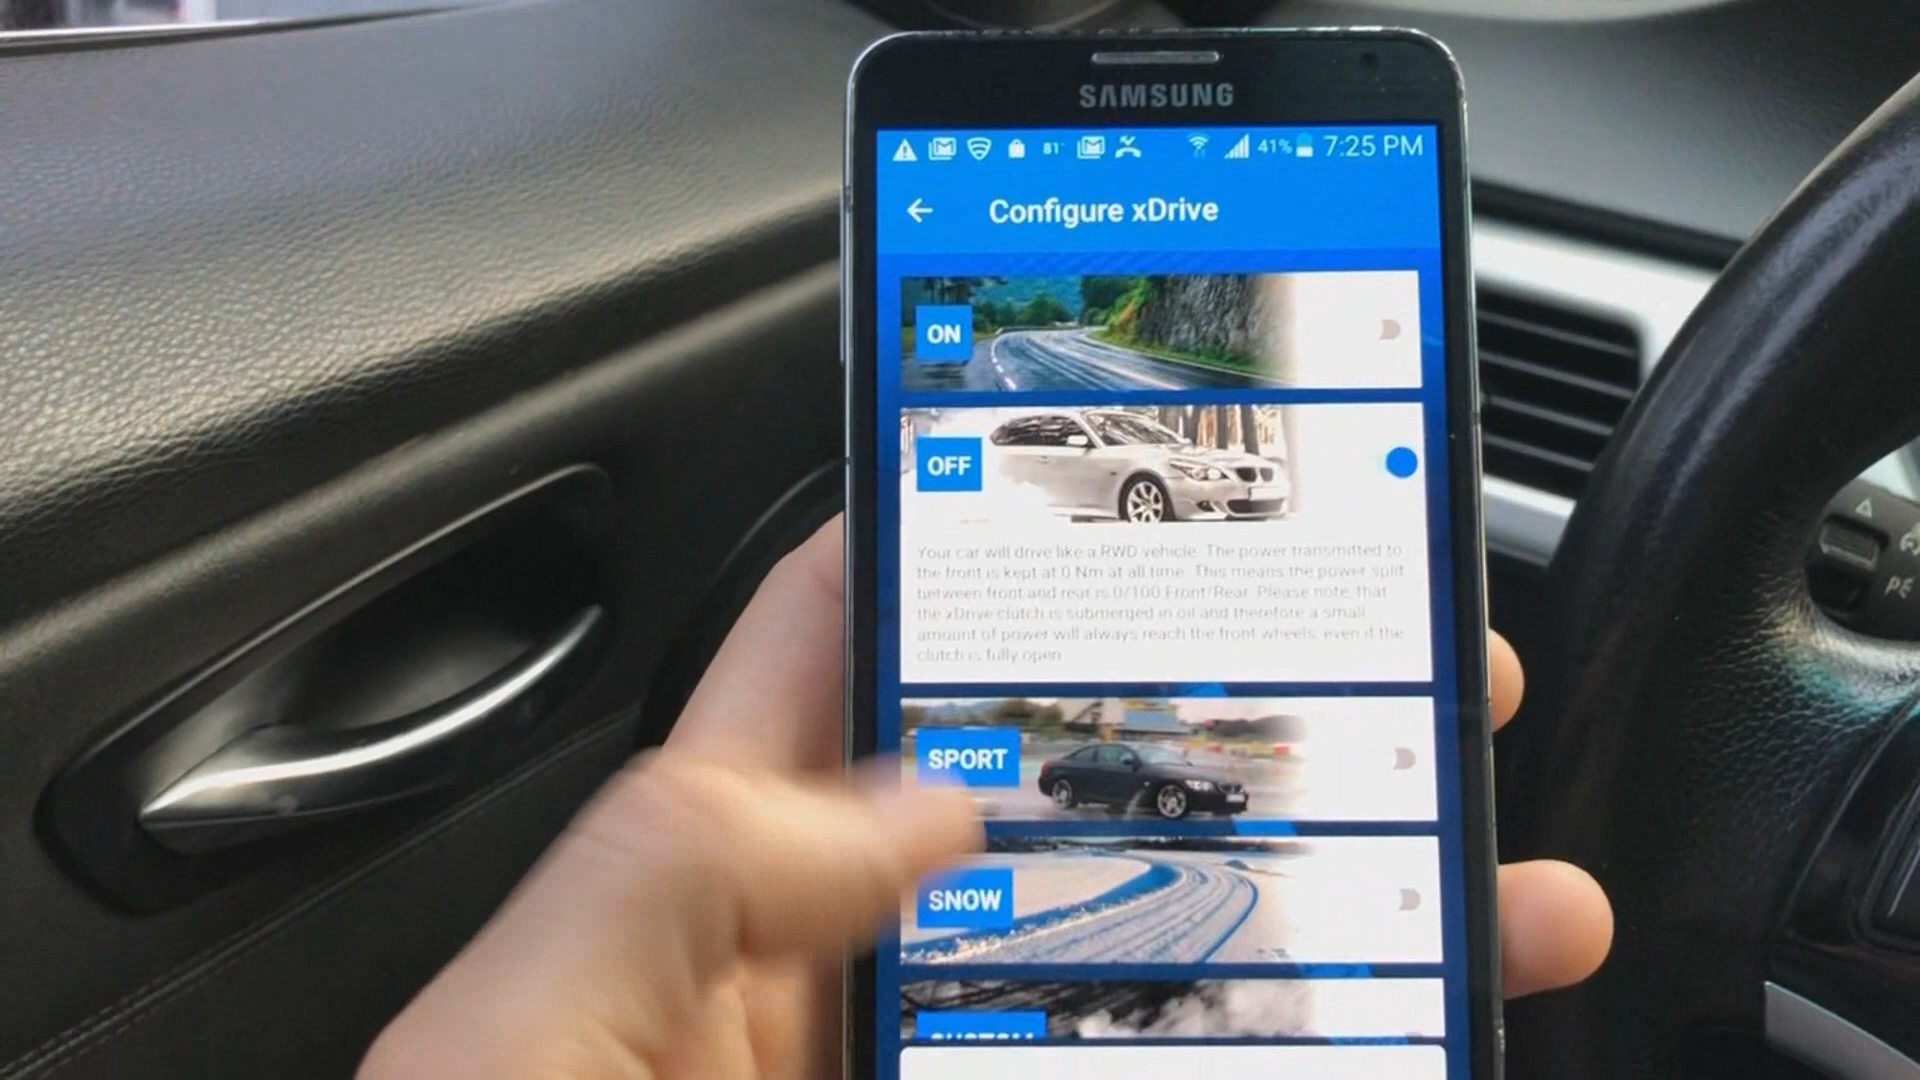 SAMSUNG
81° 41% 7:25 PM
Configure xDrive
ON
OFF
Your car will drive like a RWD vehicle. The power transmitted to
the front is kept at 0 Nm at all time. This means the power split
between front and rear is 0/100 Front/Rear. Please note, that
the xDrive clutch is submerged in oil and therefore a small
amount of power will always reach the front wheels, even if the
clutch is fully open.
SPORT
SNOW
CUSTOM